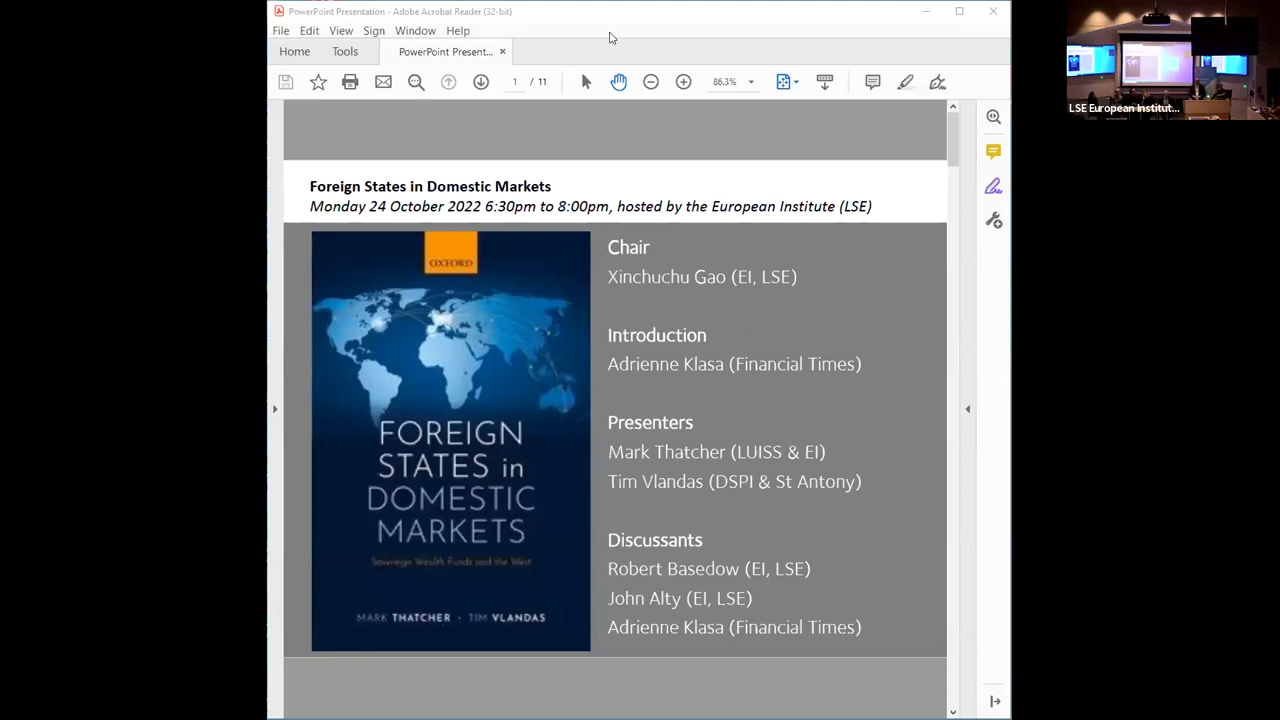 PowerPoint Presentation - Adobe Acrobat Reader (32-bit)
File Edit View Sign Window Help
Home Tools PowerPoint Present... ×
1 / 11 86.3%
LSE European Institut...
Foreign States in Domestic Markets
Monday 24 October 2022 6:30pm to 8:00pm, hosted by the European Institute (LSE)
OXFORD
FOREIGN
STATES in
DOMESTIC
MARKETS
Sovereign Wealth Funds and the West
MARK THATCHER · TIM VLANDAS
Chair
Xinchuchu Gao (EI, LSE)
Introduction
Adrienne Klasa (Financial Times)
Presenters
Mark Thatcher (LUISS & EI)
Tim Vlandas (DSPI & St Antony)
Discussants
Robert Basedow (EI, LSE)
John Alty (EI, LSE)
Adrienne Klasa (Financial Times)